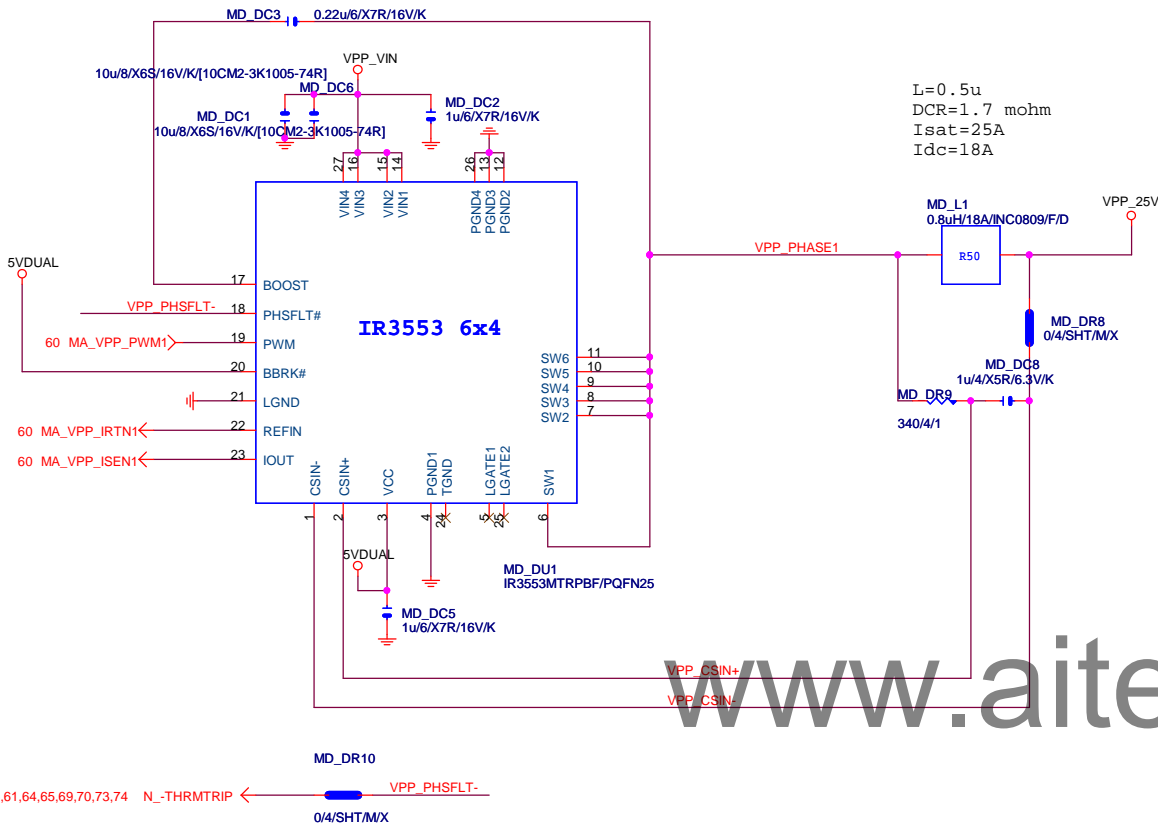 MD_DC3 0.22u/6/X7R/16V/K
VPP_VIN
10u/8/X6S/16V/K/[10CM2-3K1005-74R]
MD_DC6
MD_DC1
10u/8/X6S/16V/K/[10CM2-3K1005-74R]
MD_DC2
1u/6/X7R/16V/K
L=0.5u
DCR=1.7 mohm
Isat=25A
Idc=18A
27 16 15 14 26 13 12
VIN4 VIN3 VIN2 VIN1 PGND4 PGND3 PGND2
MD_L1
0.8uH/18A/INC0809/F/D
VPP_25V
R50
VPP_PHASE1
5VDUAL
17 BOOST
VPP_PHSFLT- 18 PHSFLT#
60 MA_VPP_PWM1 19 PWM
20 BBRK#
21 LGND
60 MA_VPP_IRTN1 22 REFIN
60 MA_VPP_ISEN1 23 IOUT
IR3553 6x4
SW6 11
SW5 10
SW4 9
SW3 8
SW2 7
MD_DR8
0/4/SHT/M/X
MD_DC8
1u/4/X5R/6.3V/K
MD_DR9
340/4/1
CSIN- CSIN+ VCC PGND1 TGND LGATE1 LGATE2 SW1
1 2 3 4 24 5 25 6
5VDUAL
MD_DU1
IR3553MTRPBF/PQFN25
MD_DC5
1u/6/X7R/16V/K
VPP_CSIN+
VPP_CSIN-
www.aite
MD_DR10
,61,64,65,69,70,73,74 N_-THRMTRIP VPP_PHSFLT-
0/4/SHT/M/X